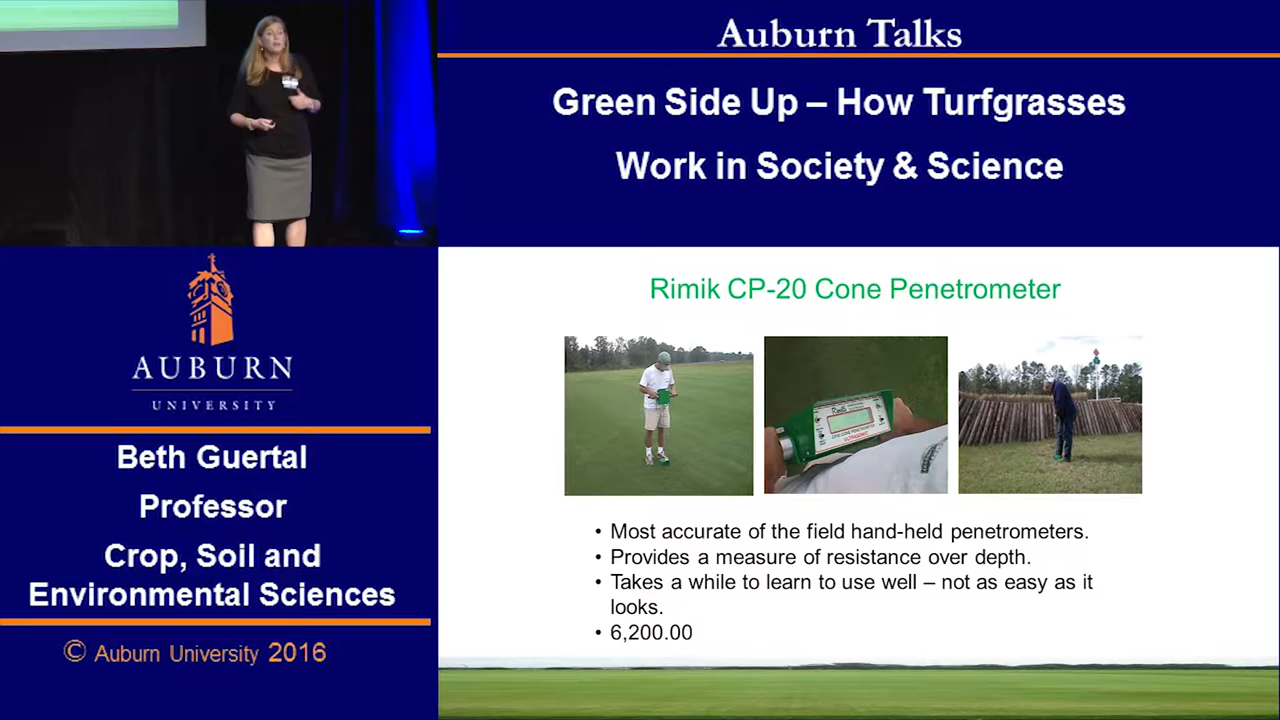 Auburn Talks
Green Side Up – How Turfgrasses
Work in Society & Science
AUBURN
UNIVERSITY
Beth Guertal
Professor
Crop, Soil and
Environmental Sciences
© Auburn University 2016
Rimik CP-20 Cone Penetrometer
• Most accurate of the field hand-held penetrometers.
• Provides a measure of resistance over depth.
• Takes a while to learn to use well – not as easy as it
looks.
• 6,200.00